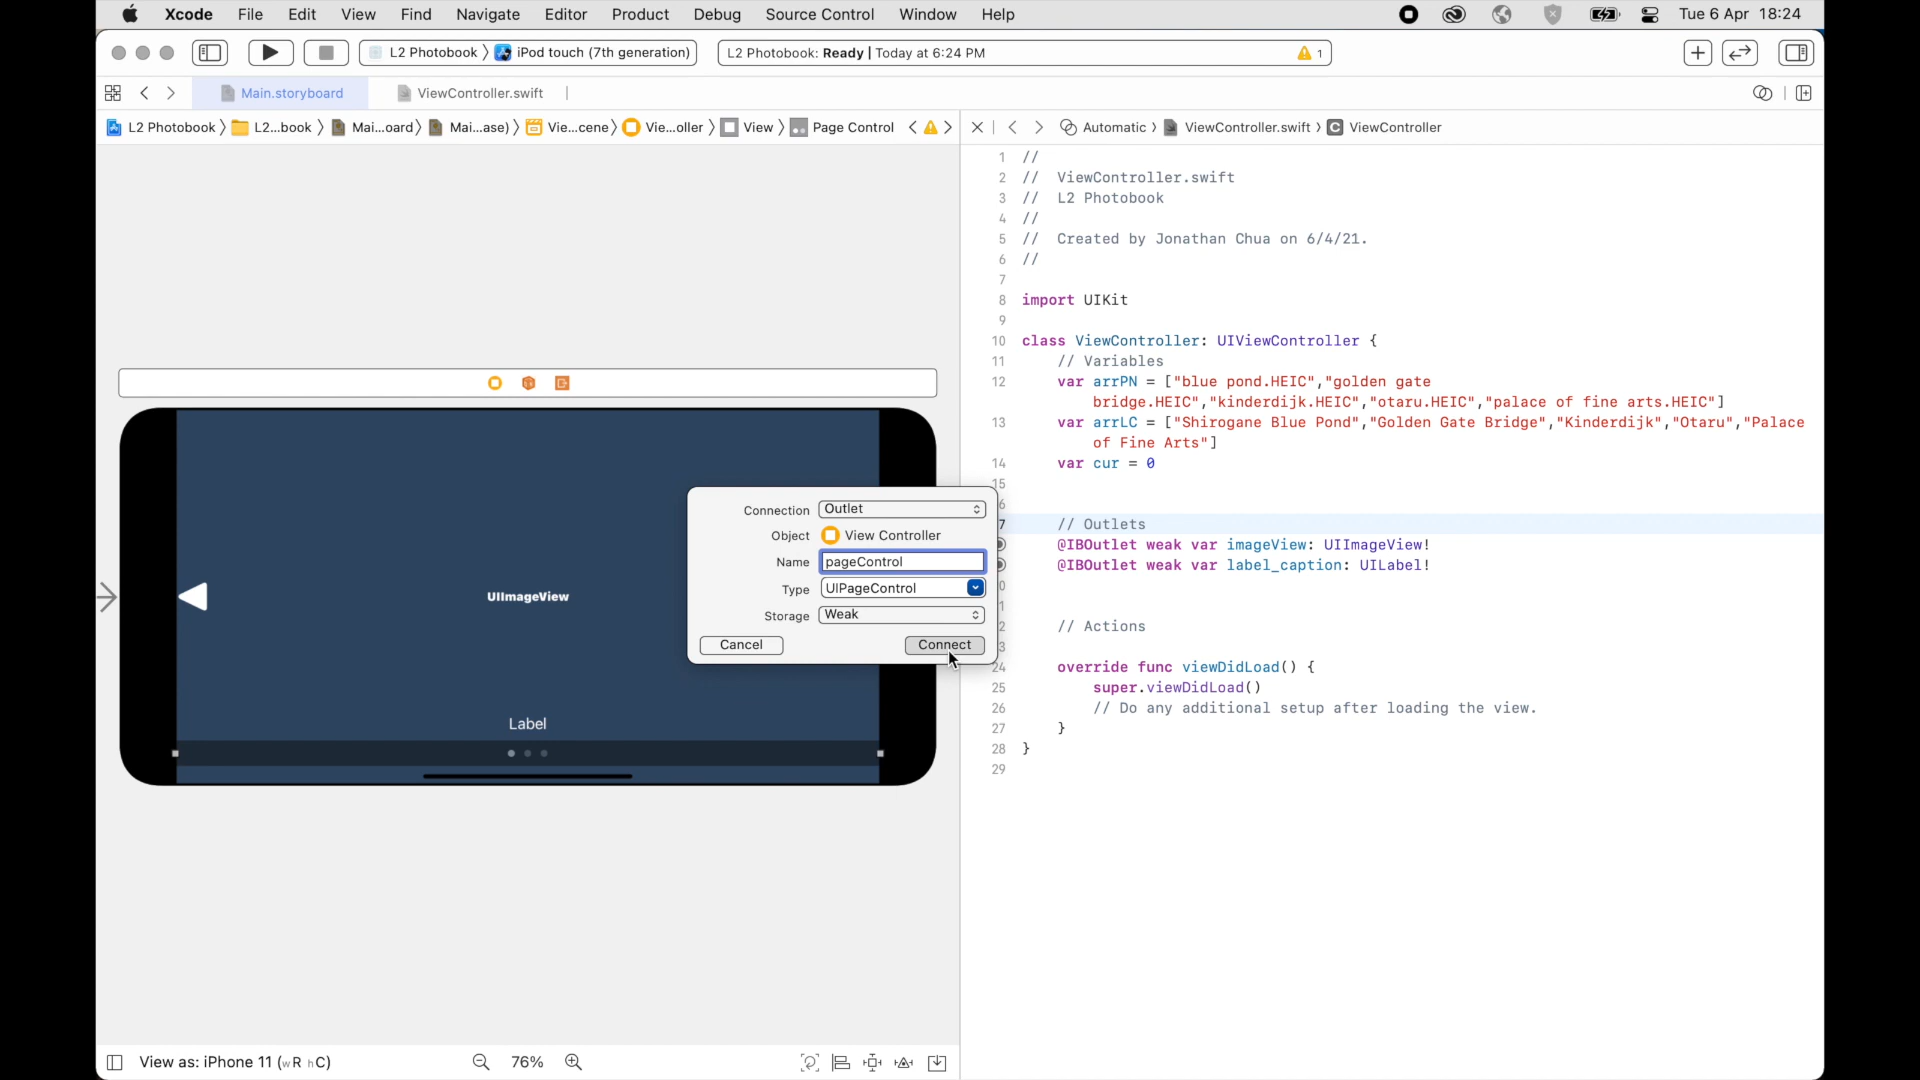 Xcode File Edit View Find Navigate Editor Product Debug Source Control Window Help Tue 6 Apr 18:24
L2 Photobook 〉 iPod touch (7th generation) L2 Photobook: Ready | Today at 6:24 PM 1
Main.storyboard ViewController.swift
L2 Photobook 〉 L2...book 〉 Mai...oard 〉 Mai...ase) 〉 Vie...cene 〉 Vie...oller 〉 View 〉 Page Control
Automatic 〉 ViewController.swift 〉 ViewController
1 //
2 // ViewController.swift
3 // L2 Photobook
4 //
5 // Created by Jonathan Chua on 6/4/21.
6 //
7
8 import UIKit
9
10 class ViewController: UIViewController {
11 // Variables
12 var arrPN = ["blue pond.HEIC","golden gate
bridge.HEIC","kinderdijk.HEIC","otaru.HEIC","palace of fine arts.HEIC"]
13 var arrLC = ["Shirogane Blue Pond","Golden Gate Bridge","Kinderdijk","Otaru","Palace
of Fine Arts"]
14 var cur = 0
15
6
7 // Outlets
@IBOutlet weak var imageView: UIImageView!
@IBOutlet weak var label_caption: UILabel!
0
1
2 // Actions
3
24 override func viewDidLoad() {
25 super.viewDidLoad()
26 // Do any additional setup after loading the view.
27 }
28 }
29
UIImageView
Label
Connection Outlet
Object View Controller
Name pageControl
Type UIPageControl
Storage Weak
Cancel Connect
View as: iPhone 11 (wR hC) 76%